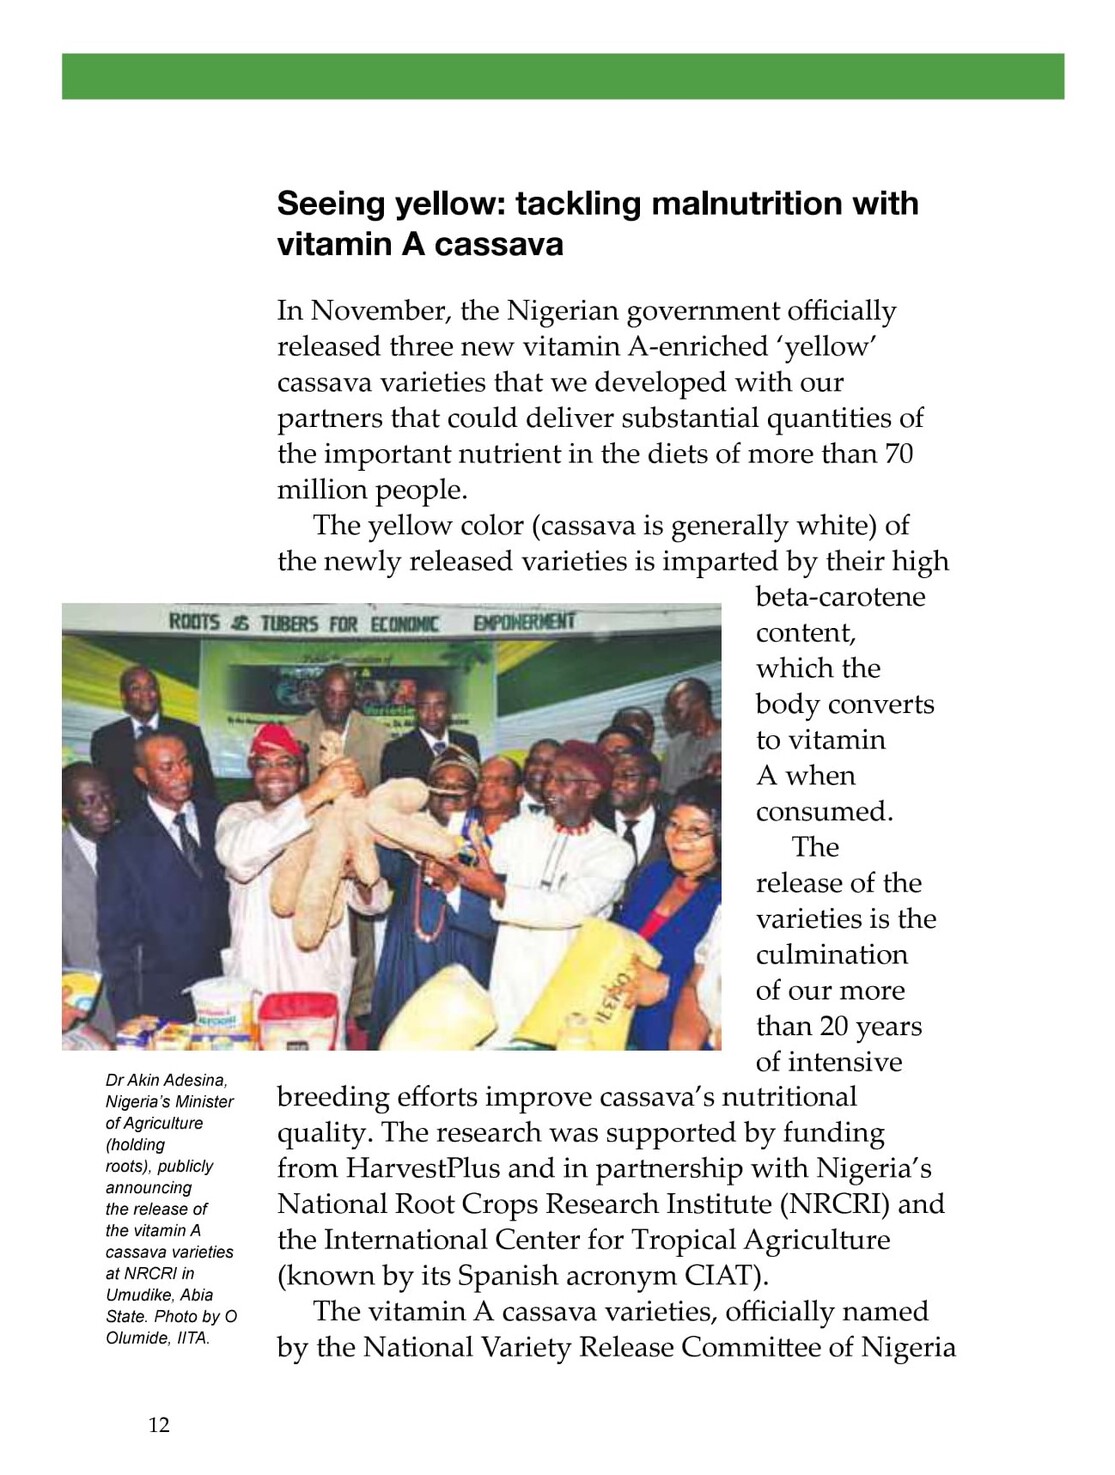 Seeing yellow: tackling malnutrition with
vitamin A cassava
In November, the Nigerian government officially
released three new vitamin A-enriched ‘yellow’
cassava varieties that we developed with our
partners that could deliver substantial quantities of
the important nutrient in the diets of more than 70
million people.
The yellow color (cassava is generally white) of
the newly released varieties is imparted by their high
beta-carotene
content,
which the
body converts
to vitamin
A when
consumed.
The
release of the
varieties is the
culmination
of our more
than 20 years
of intensive
breeding efforts improve cassava’s nutritional
quality. The research was supported by funding
from HarvestPlus and in partnership with Nigeria’s
National Root Crops Research Institute (NRCRI) and
the International Center for Tropical Agriculture
(known by its Spanish acronym CIAT).
The vitamin A cassava varieties, officially named
by the National Variety Release Committee of Nigeria
ROOTS & TUBERS FOR ECONOMIC EMPOWERMENT
Dr Akin Adesina,
Nigeria’s Minister
of Agriculture
(holding
roots), publicly
announcing
the release of
the vitamin A
cassava varieties
at NRCRI in
Umudike, Abia
State. Photo by O
Olumide, IITA.
12